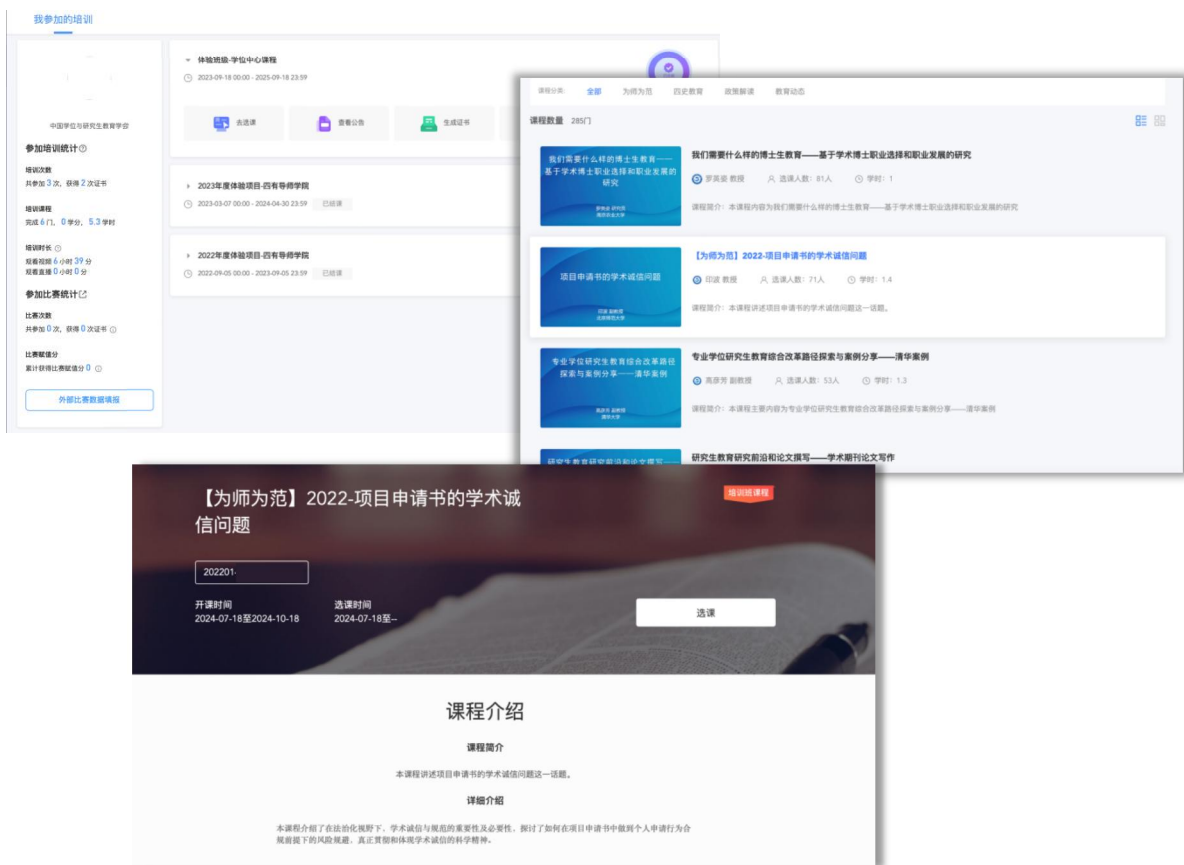 我参加的培训
中国学位与研究生教育学会
参加培训统计
培训次数
共参加 3 次，获得 2 次证书
培训课程
完成 6 门，0 学分，5.3 学时
培训时长
观看视频 6 小时 39 分
观看直播 0 小时 0 分
参加比赛统计
比赛次数
共参加 0 次，获得 0 次证书
比赛赋值分
累计获得比赛赋值分 0
外部比赛数据填报
体验班级-学位中心课程
2023-09-18 00:00 - 2025-09-18 23:59
去选课
查看公告
生成证书
2023年度体验项目-四有导师学院
2023-03-07 00:00 - 2024-04-30 23:59 已结课
2022年度体验项目-四有导师学院
2022-09-05 00:00 - 2023-09-05 23:59 已结课
课程分类: 全部 为师为范 四史教育 政策解读 教育动态
课程数量 285门
我们需要什么样的博士生教育——
基于学术博士职业选择和职业发展的
研究
我们需要什么样的博士生教育——基于学术博士职业选择和职业发展的研究
罗英姿 教授 选课人数：81人 学时：1
课程简介：本课程内容为我们需要什么样的博士生教育——基于学术博士职业选择和职业发展的研究
项目申请书的学术诚信问题
印波 副教授
北京师范大学
【为师为范】2022-项目申请书的学术诚信问题
印波 教授 选课人数：71人 学时：1.4
课程简介：本课程讲述项目申请书的学术诚信问题这一话题。
专业学位研究生教育综合改革路径
探索与案例分享——清华案例
高彦芳 副教授
清华大学
专业学位研究生教育综合改革路径探索与案例分享——清华案例
高彦芳 副教授 选课人数：53人 学时：1.3
课程简介：本课程主要内容为专业学位研究生教育综合改革路径探索与案例分享——清华案例
研究生教育研究前沿和论文撰写——
研究生教育研究前沿和论文撰写——学术期刊论文写作
【为师为范】2022-项目申请书的学术诚
信问题
培训班课程
202201
开课时间
2024-07-18至2024-10-18
选课时间
2024-07-18至--
选课
课程介绍
课程简介
本课程讲述项目申请书的学术诚信问题这一话题。
详细介绍
本课程介绍了在法治化视野下，学术诚信与规范的重要性及必要性，探讨了如何在项目申请书中做到个人申请行为合
规前提下的风险规避，真正贯彻和体现学术诚信的科学精神。